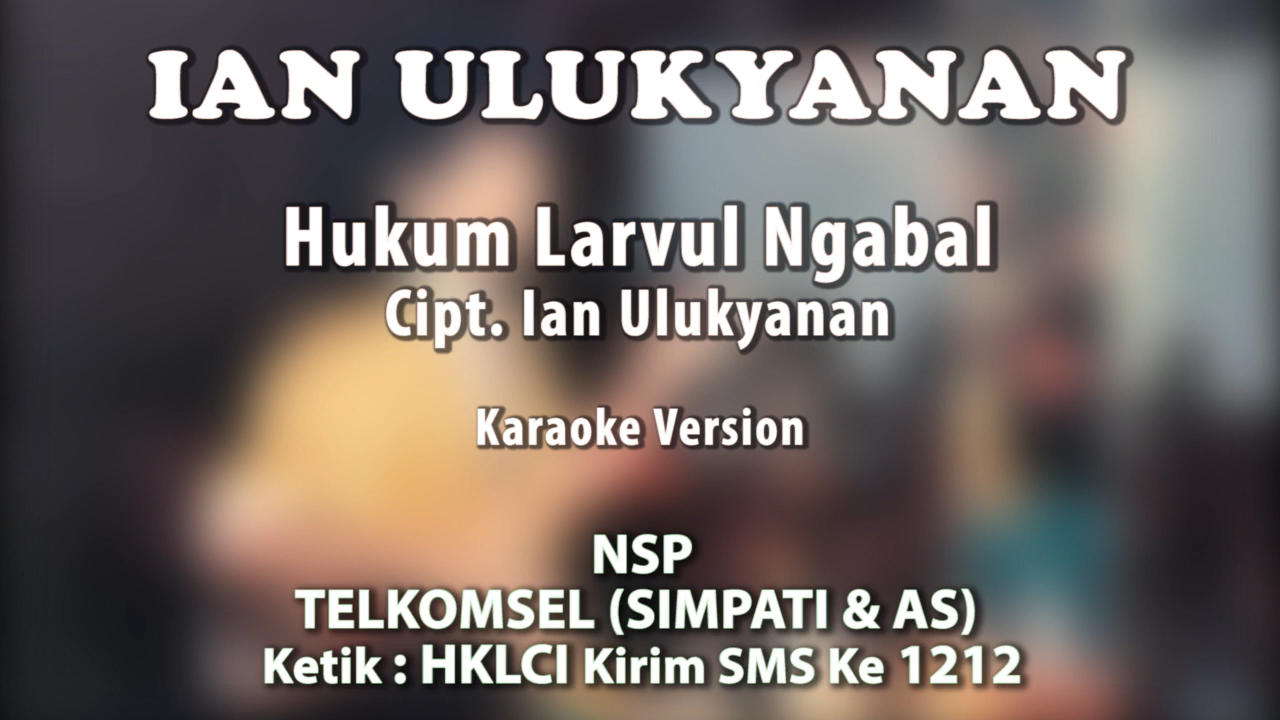 IAN ULUKYANAN
Hukum Larvul Ngabal
Cipt. Ian Ulukyanan
Karaoke Version
NSP
TELKOMSEL (SIMPATI & AS)
Ketik : HKLCI Kirim SMS Ke 1212